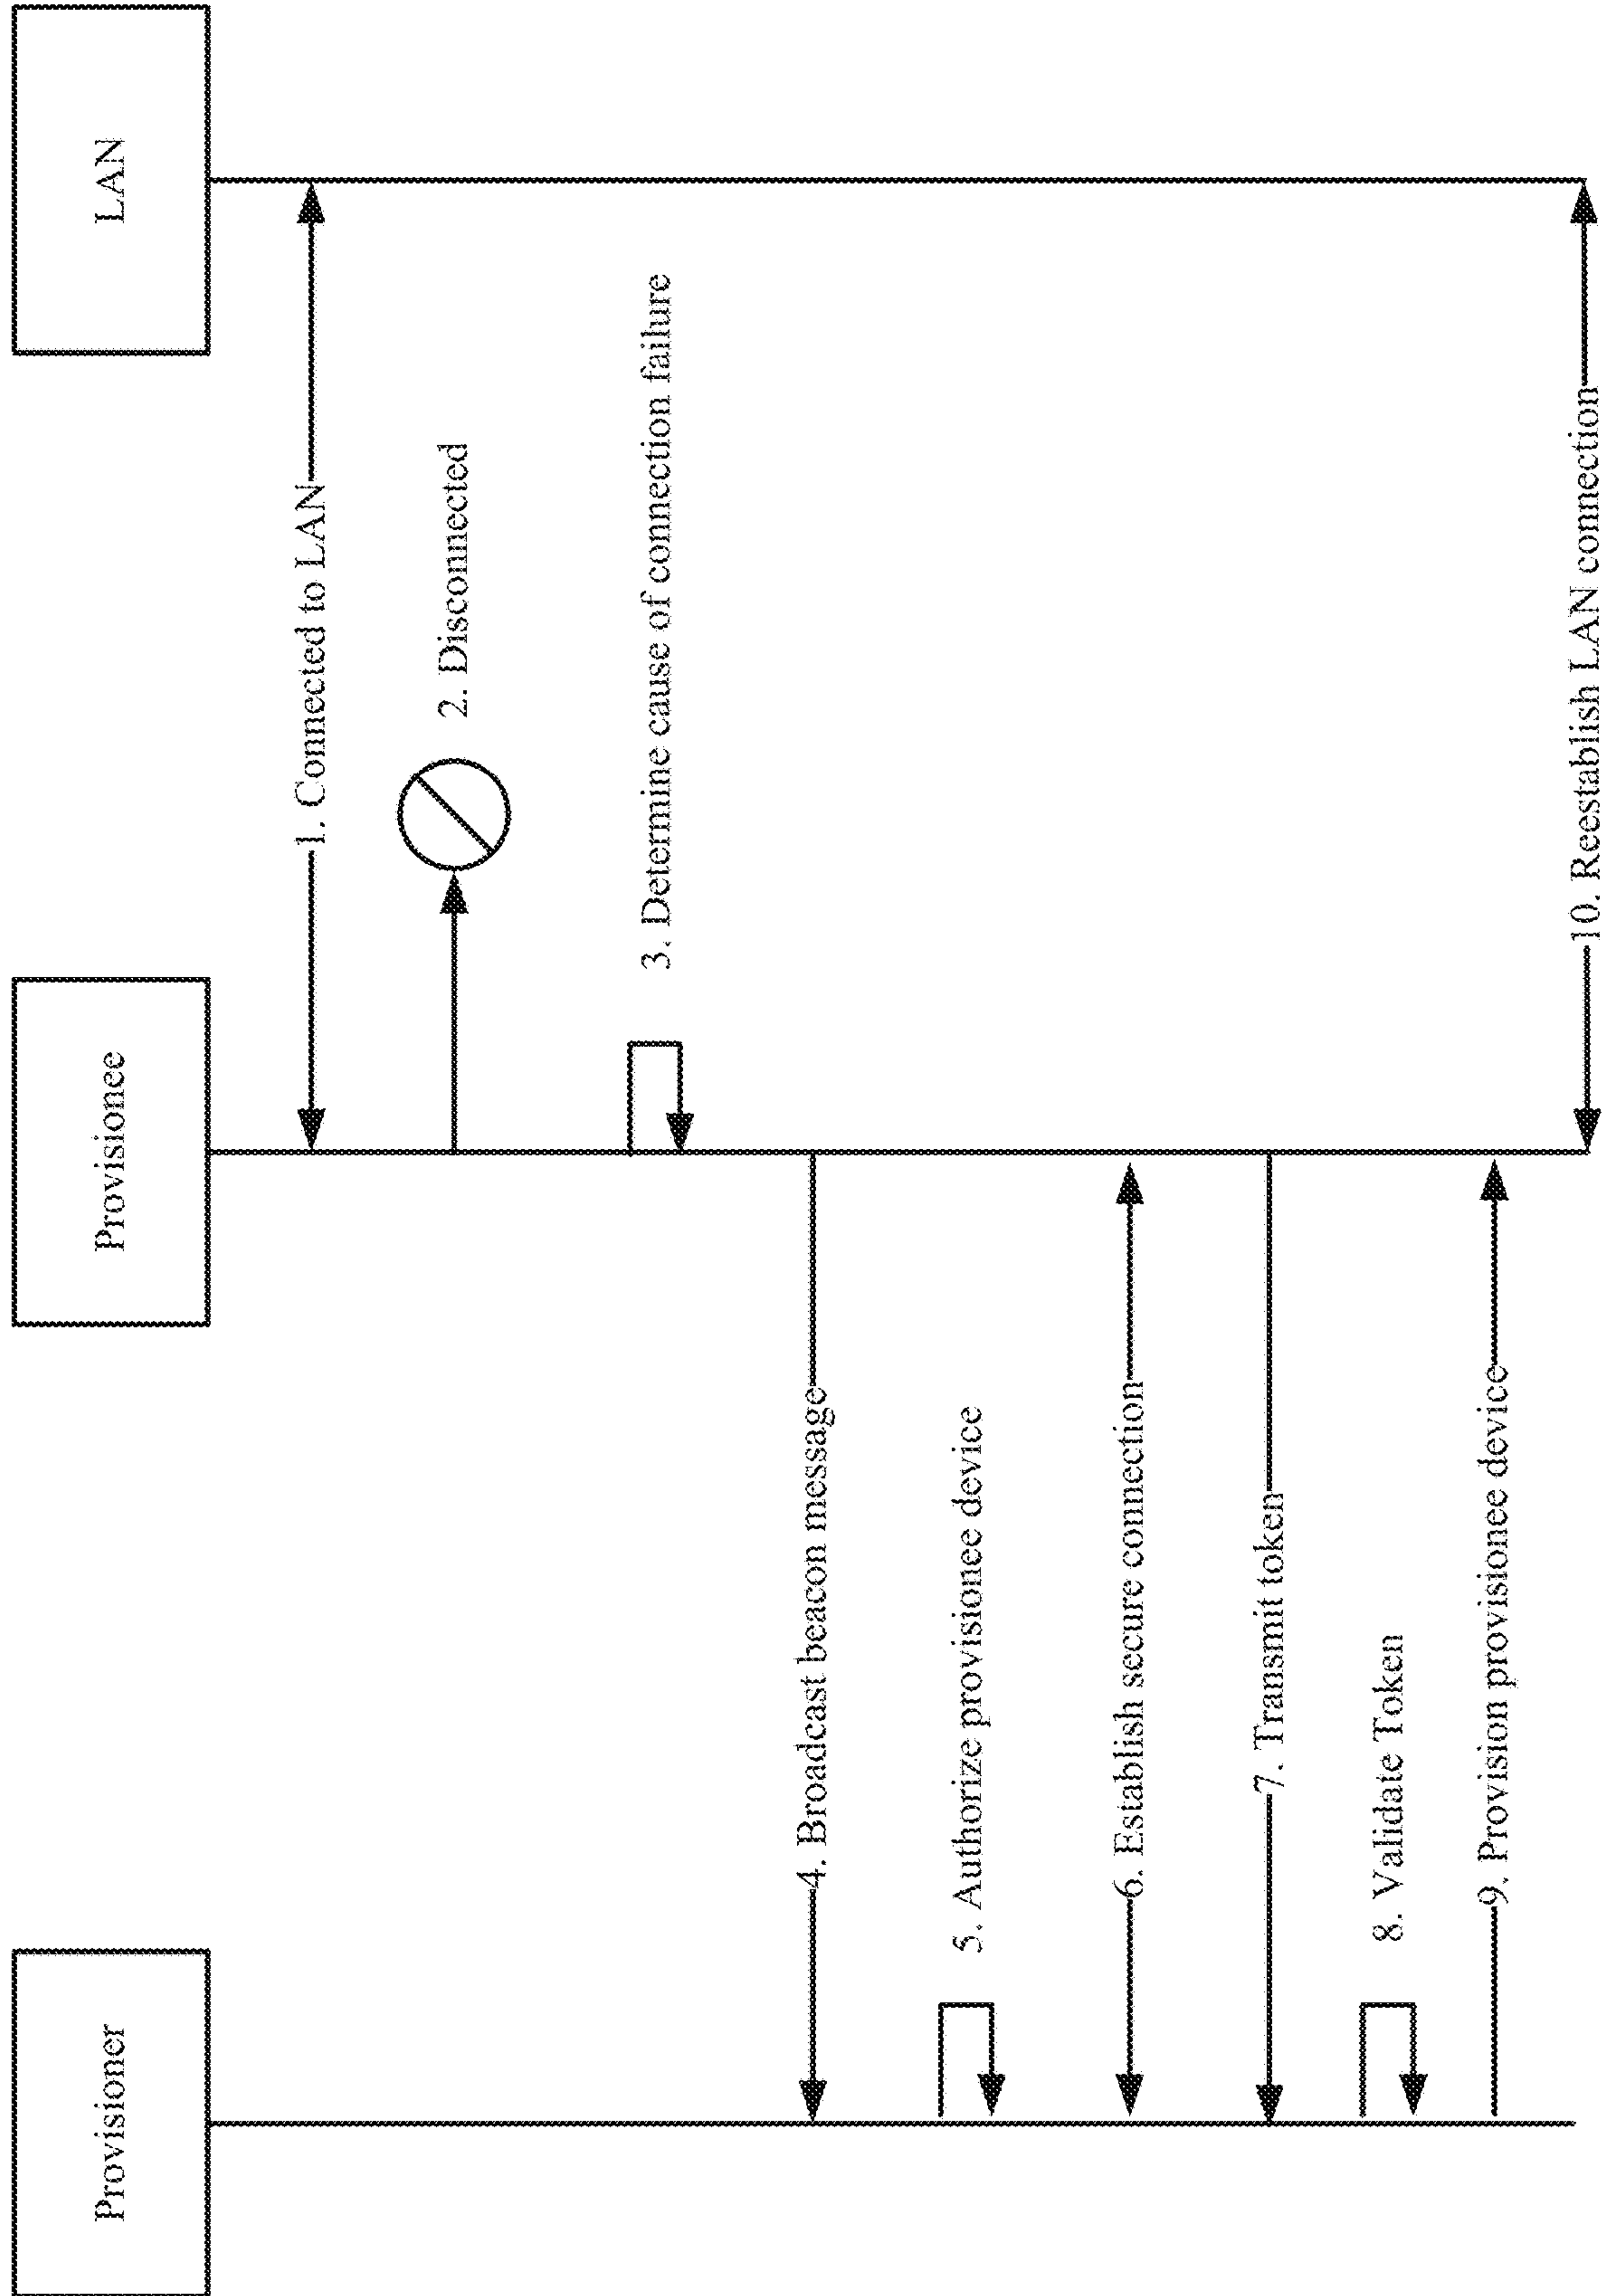 Provisioner
Provisionee
LAN
1. Connected to LAN
2. Disconnected
3. Determine cause of connection failure
4. Broadcast beacon message
5. Authorize provisionee device
6. Establish secure connection
7. Transmit token
8. Validate Token
9. Provision provisionee device
10. Reestablish LAN connection